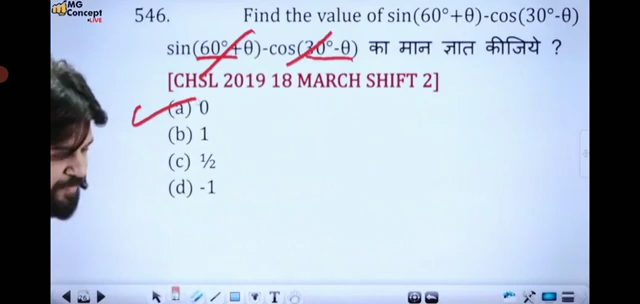 MG
Concept
LIVE
546. Find the value of sin(60°+θ)-cos(30°-θ)
sin(60°+θ)-cos(30°-θ) का मान ज्ञात कीजिये ?
[CHSL 2019 18 MARCH SHIFT 2]
(a) 0
(b) 1
(c) ½
(d) -1